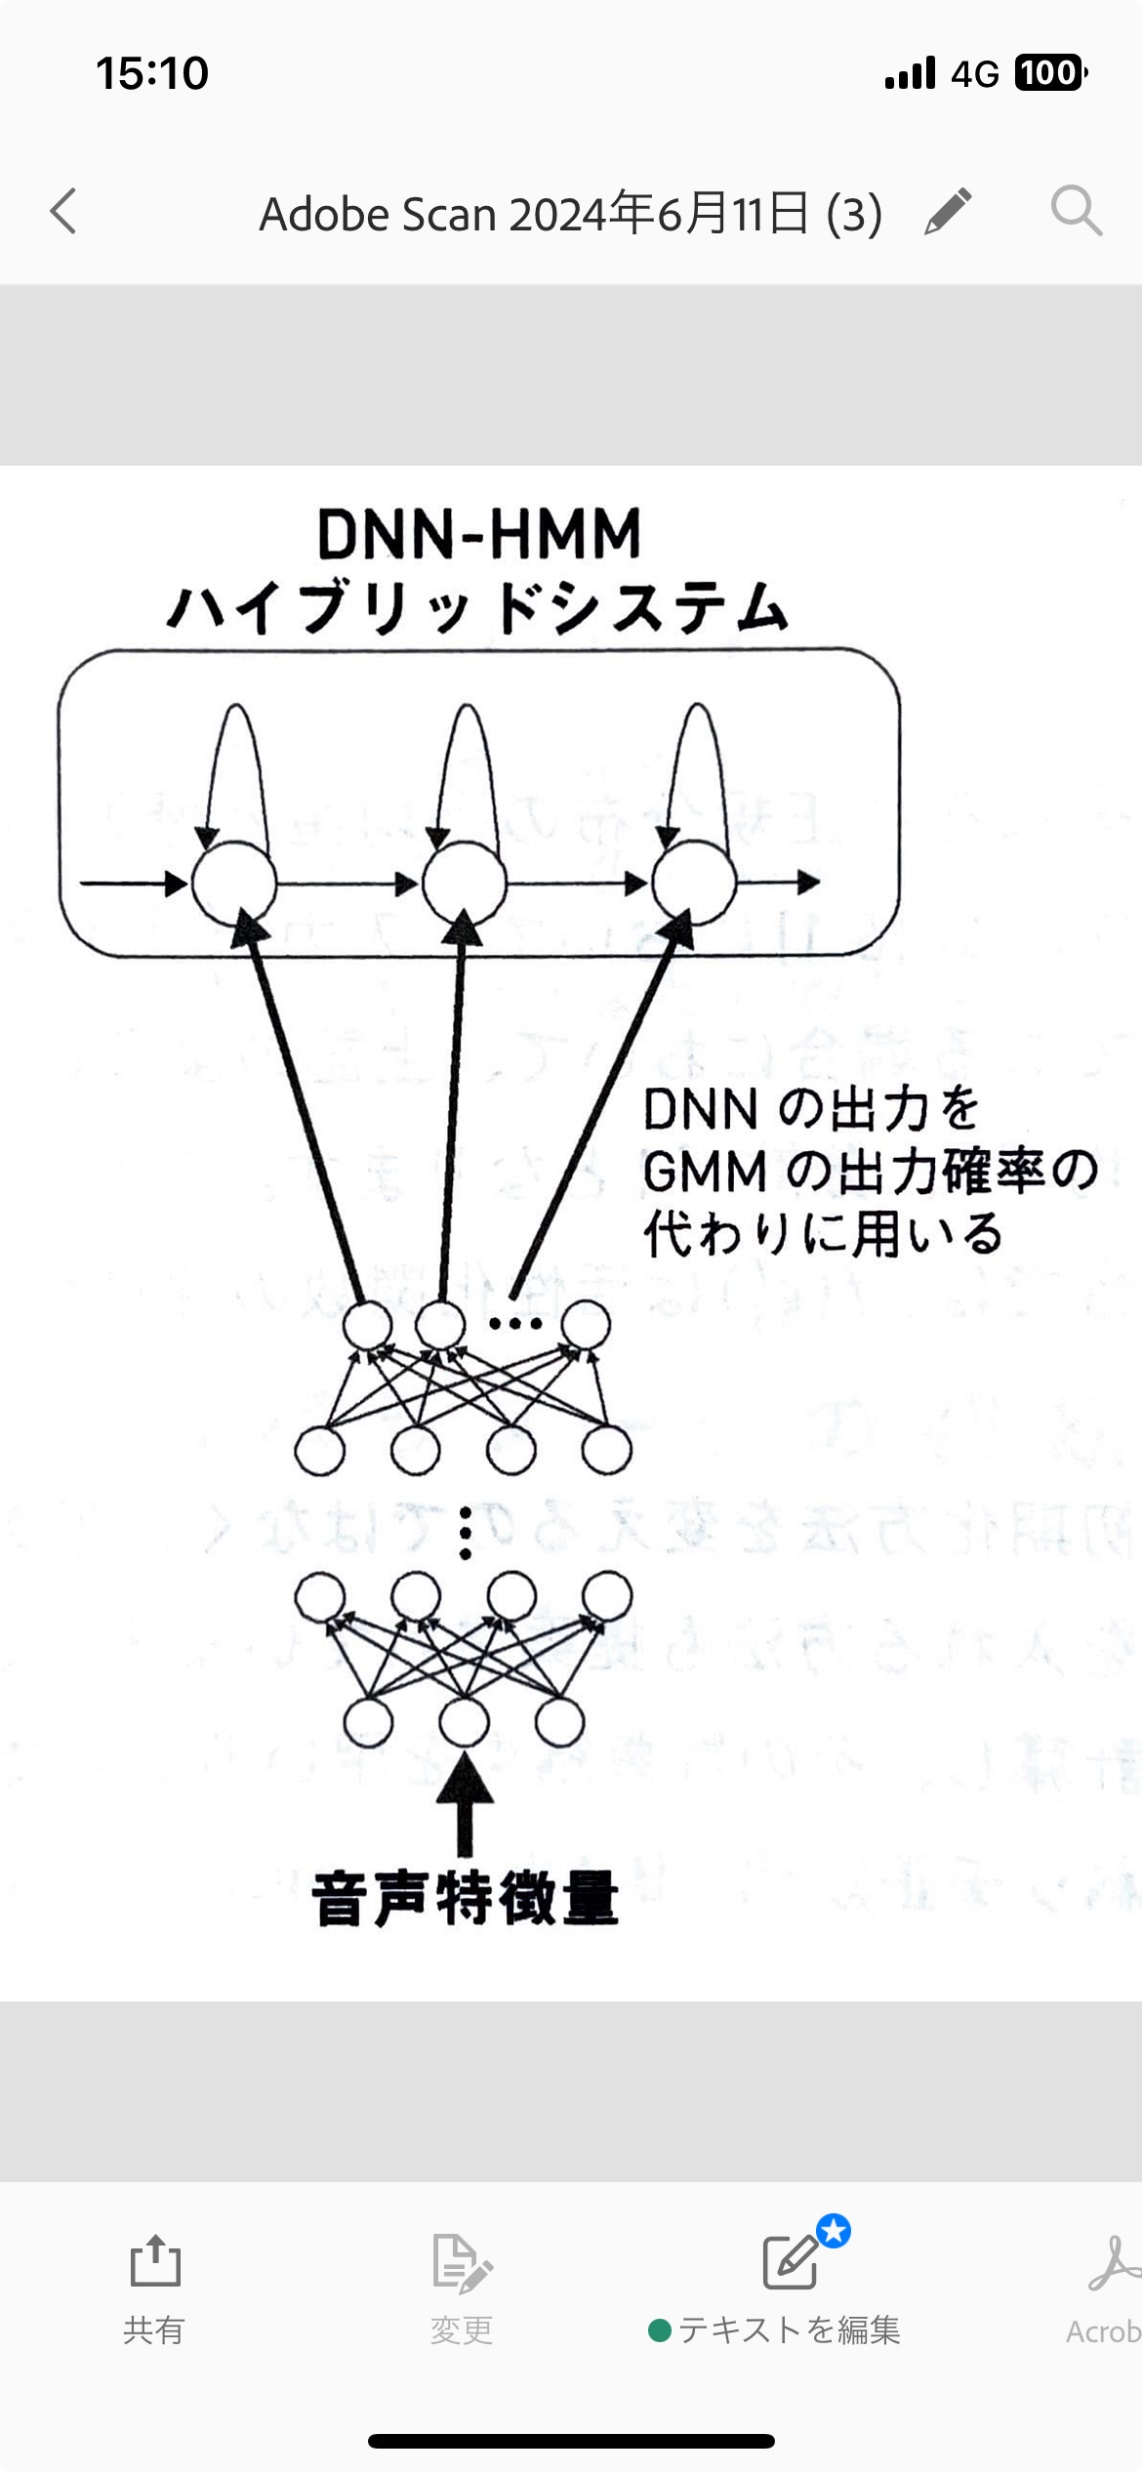 15:10
4G 100
Adobe Scan 2024年6月11日 (3)
DNN-HMM
ハイブリッドシステム
DNN の出力を
GMM の出力確率の
代わりに用いる
音声特徴量
共有
変更
テキストを編集
Acrob